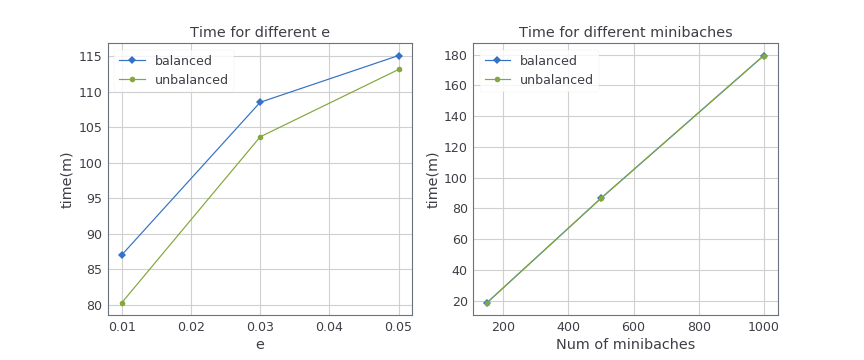 Time for different e
balanced
unbalanced
115
110
105
100
95
90
85
80
time(m)
0.01 0.02 0.03 0.04 0.05
e
Time for different minibaches
balanced
unbalanced
180
160
140
120
100
80
60
40
20
time(m)
200 400 600 800 1000
Num of minibaches